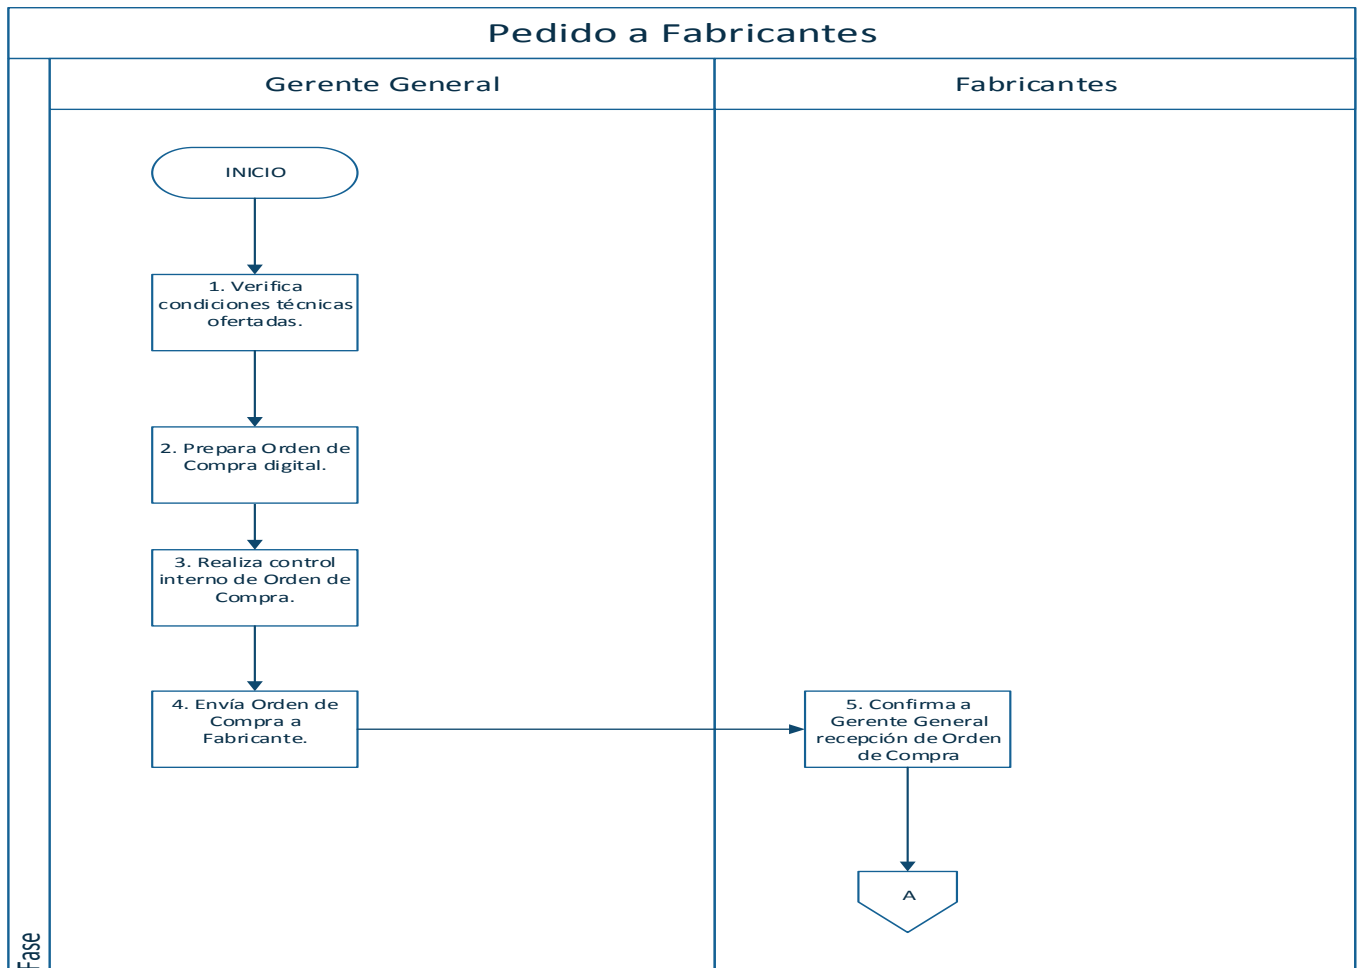 Pedido a Fabricantes
Gerente General
Fabricantes
INICIO
1. Verifica
condiciones técnicas
ofertadas.
2. Prepara Orden de
Compra digital.
3. Realiza control
interno de Orden de
Compra.
4. Envía Orden de
Compra a
Fabricante.
5. Confirma a
Gerente General
recepción de Orden
de Compra
A
Fase